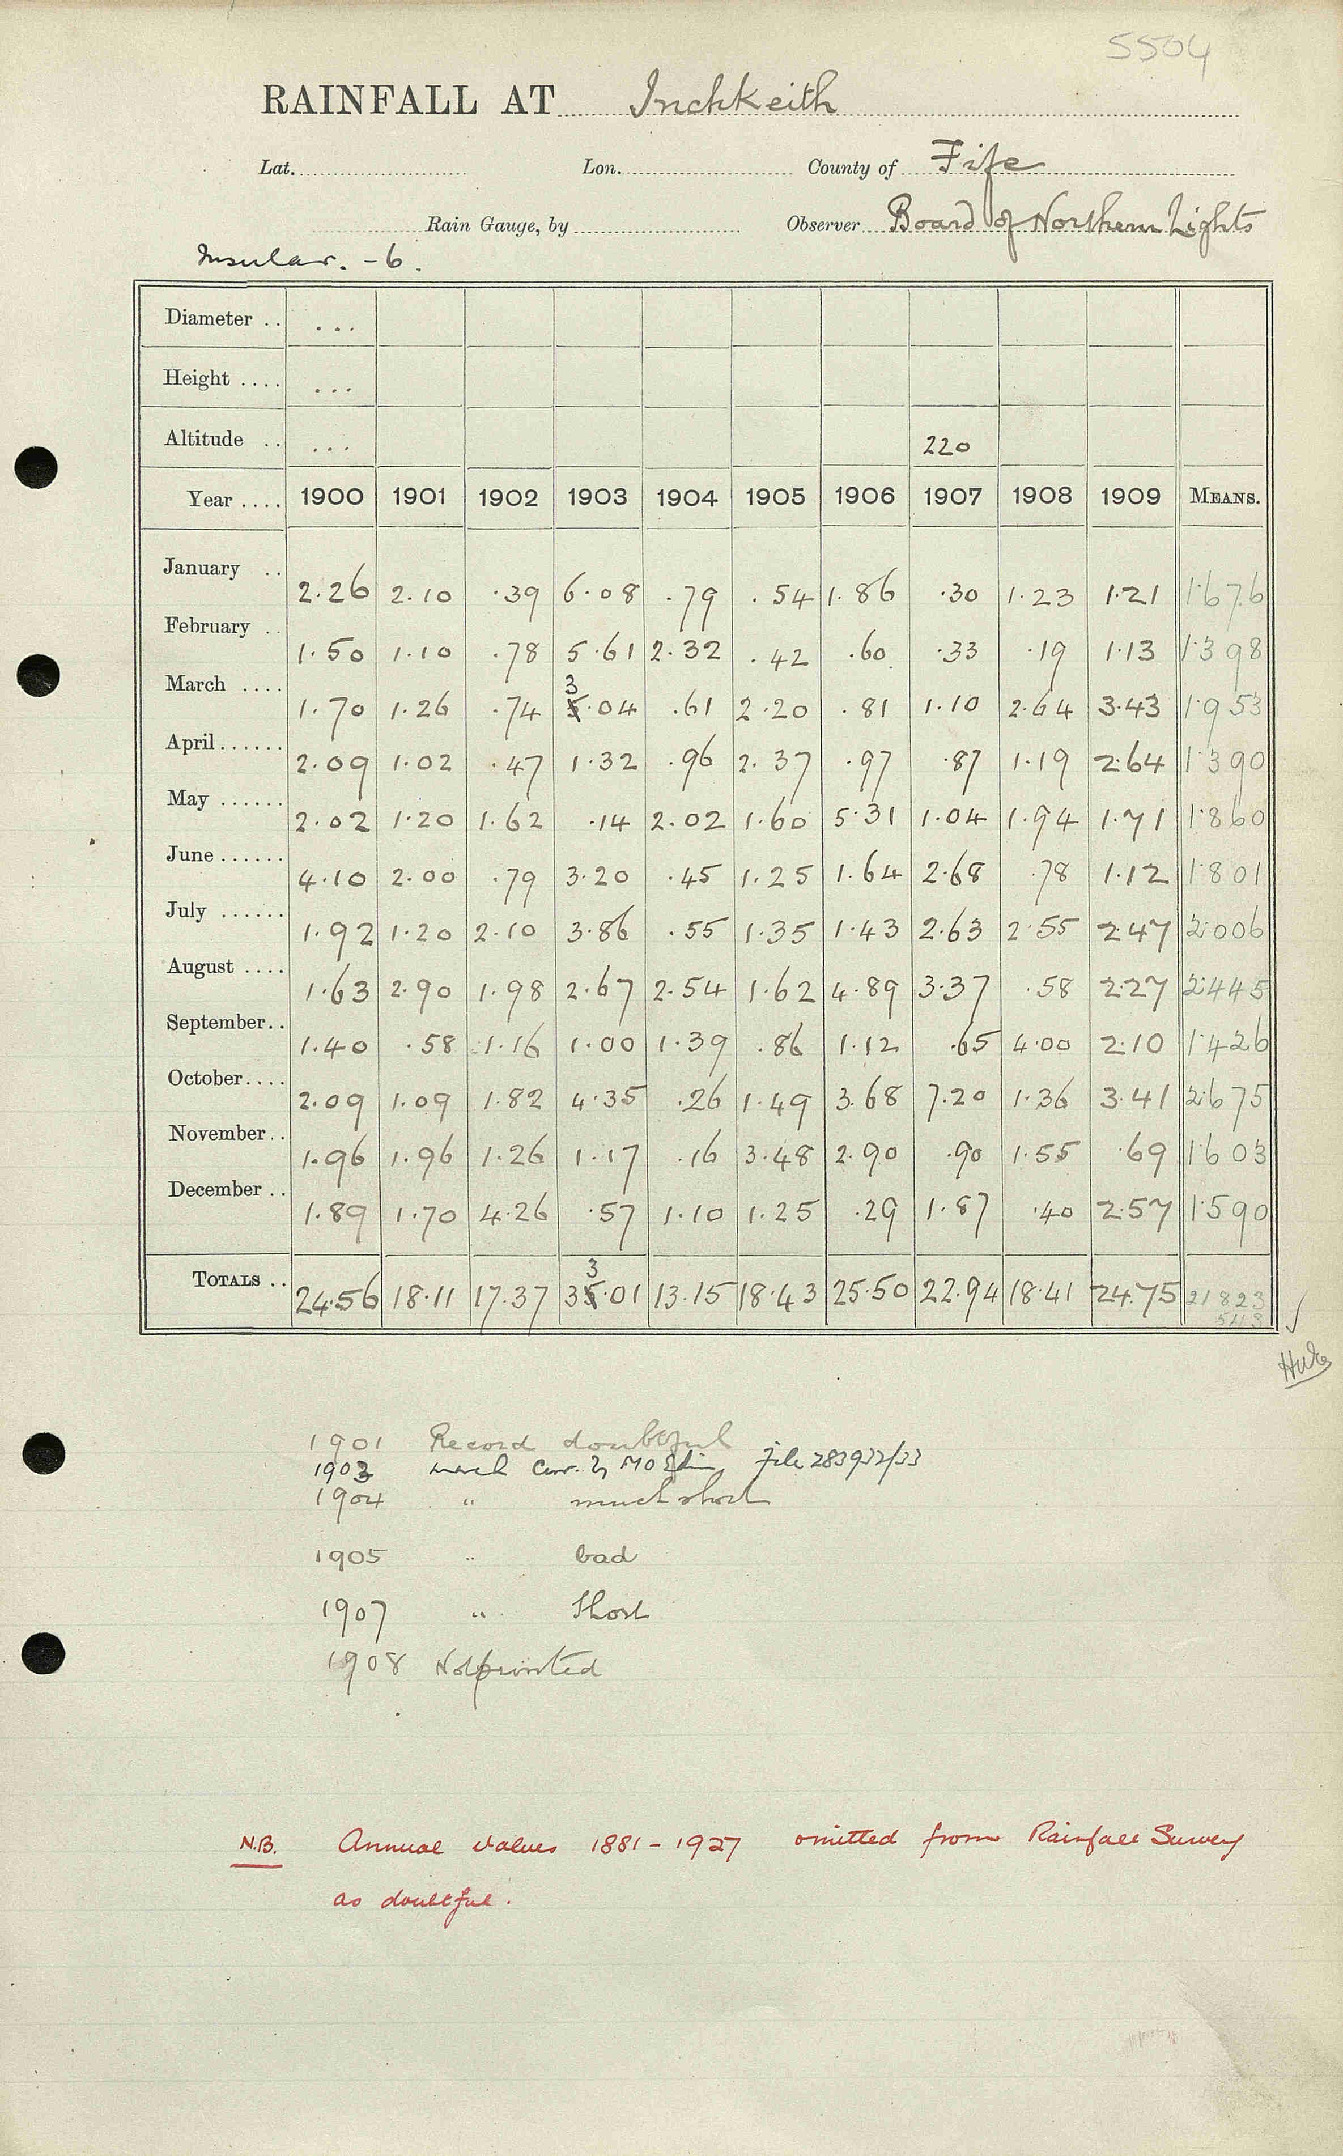 5504
RAINFALL AT Inchkeith
Lat. Lon. County of Fife
Rain Gauge, by Observer Board of Northern Lights
Insular. - 6.
Diameter .. ...
Height .... ...
Altitude .. ... 220
Year .... 1900 1901 1902 1903 1904 1905 1906 1907 1908 1909 MEANS.
January .. 2.26 2.10 .39 6.08 .79 .54 1.86 .30 1.23 1.21 1.676
February .. 1.50 1.10 .78 5.61 2.32 .42 .60 .33 .19 1.13 1.398
3
March .... 1.70 1.26 .74 5.04 .61 2.20 .81 1.10 2.64 3.43 1.953
April ...... 2.09 1.02 .47 1.32 .96 2.37 .97 .87 1.19 2.64 1.390
May ...... 2.02 1.20 1.62 .14 2.02 1.60 5.31 1.04 1.94 1.71 1.860
June ...... 4.10 2.00 .79 3.20 .45 1.25 1.64 2.68 .78 1.12 1.801
July ...... 1.92 1.20 2.10 3.86 .55 1.35 1.43 2.63 2.55 2.47 2.006
August .... 1.63 2.90 1.98 2.67 2.54 1.62 4.89 3.37 .58 2.27 2.445
September.. 1.40 .58 1.16 1.00 1.39 .86 1.12 .65 4.00 2.10 1.426
October.... 2.09 1.09 1.82 4.35 .26 1.49 3.68 7.20 1.36 3.41 2.675
November.. 1.96 1.96 1.26 1.17 .16 3.48 2.90 .90 1.55 .69 1.603
December .. 1.89 1.70 4.26 .57 1.10 1.25 .29 1.87 .40 2.57 1.590
3
TOTALS .. 24.56 18.11 17.37 35.01 13.15 18.43 25.50 22.94 18.41 24.75 21 823
1901 Record doubtful
1903 March Corr. by MO Edin File 283932/33
1904 " much short
1905 " bad
1907 " Short
1908 Not printed
N.B. Annual values 1881 - 1927 omitted from Rainfall Survey
as doubtful.